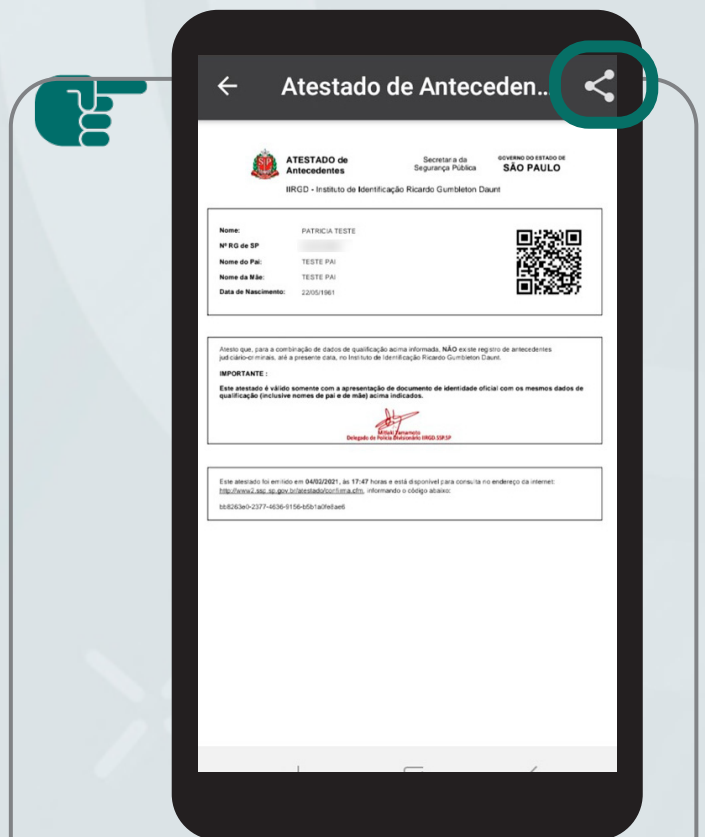 Atestado de Anteceden...
ATESTADO de
Antecedentes
Secretaria da
Segurança Pública
GOVERNO DO ESTADO DE
SÃO PAULO
IIRGD - Instituto de Identificação Ricardo Gumbleton Daunt
Nome: PATRICIA TESTE
Nº RG de SP
Nome do Pai: TESTE PAI
Nome da Mãe: TESTE PAI
Data de Nascimento: 22/05/1961
Atesto que, para a combinação de dados de qualificação acima informada, NÃO existe registro de antecedentes
judiciário-criminais, até a presente data, no Instituto de Identificação Ricardo Gumbleton Daunt.
IMPORTANTE :
Este atestado é válido somente com a apresentação de documento de identidade oficial com os mesmos dados de
qualificação (inclusive nomes de pai e de mãe) acima indicados.
Mitiaki Yamamoto
Delegado de Polícia Divisionário IIRGD.SSP.SP
Este atestado foi emitido em 04/02/2021, às 17:47 horas e está disponível para consulta no endereço da internet:
http://www2.ssp.sp.gov.br/atestado/confirma.cfm, informando o código abaixo:
bb8263e0-2377-4636-9156-b5b1a0fe8ae6